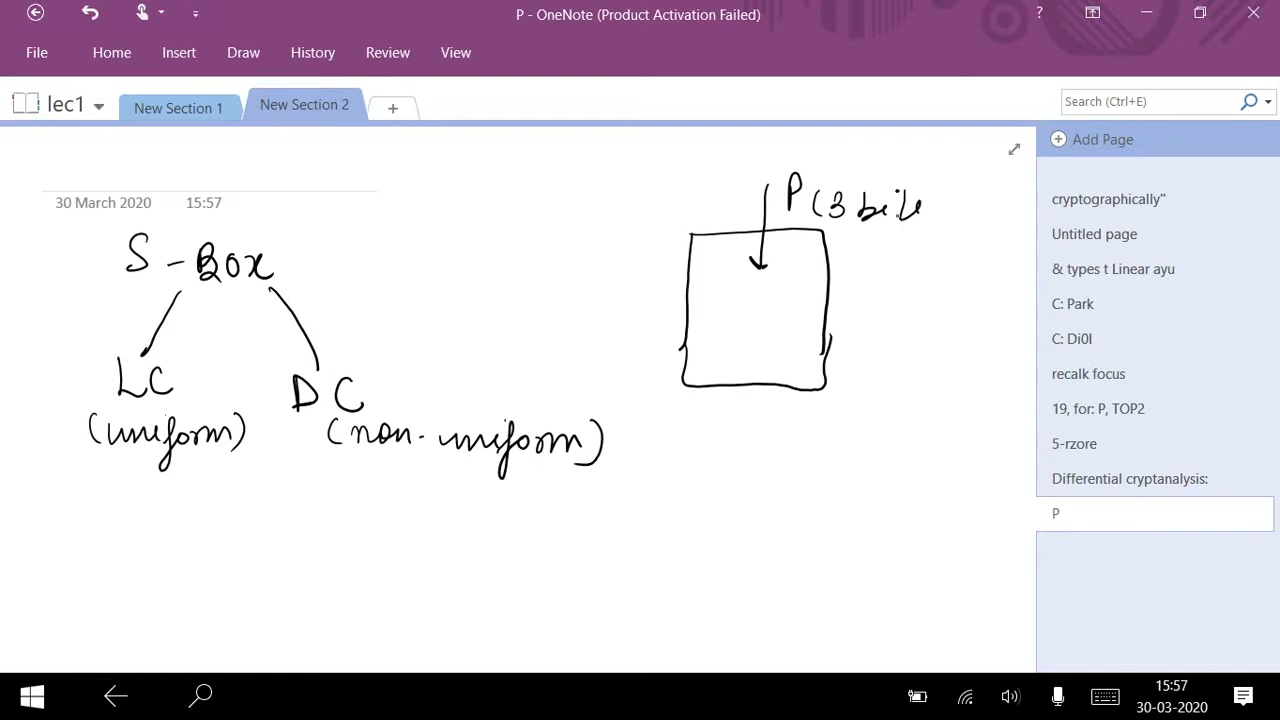 P - OneNote (Product Activation Failed)
?
File Home Insert Draw History Review View
lec1 New Section 1 New Section 2 +
Search (Ctrl+E)
Add Page
cryptographically"
Untitled page
& types t Linear ayu
C: Park
C: Di0I
recalk focus
19, for: P, TOP2
5-rzore
Differential cryptanalysis:
P
30 March 2020 15:57
S - Box
LC DC
(uniform) (non-uniform)
P (3 bits
15:57
30-03-2020